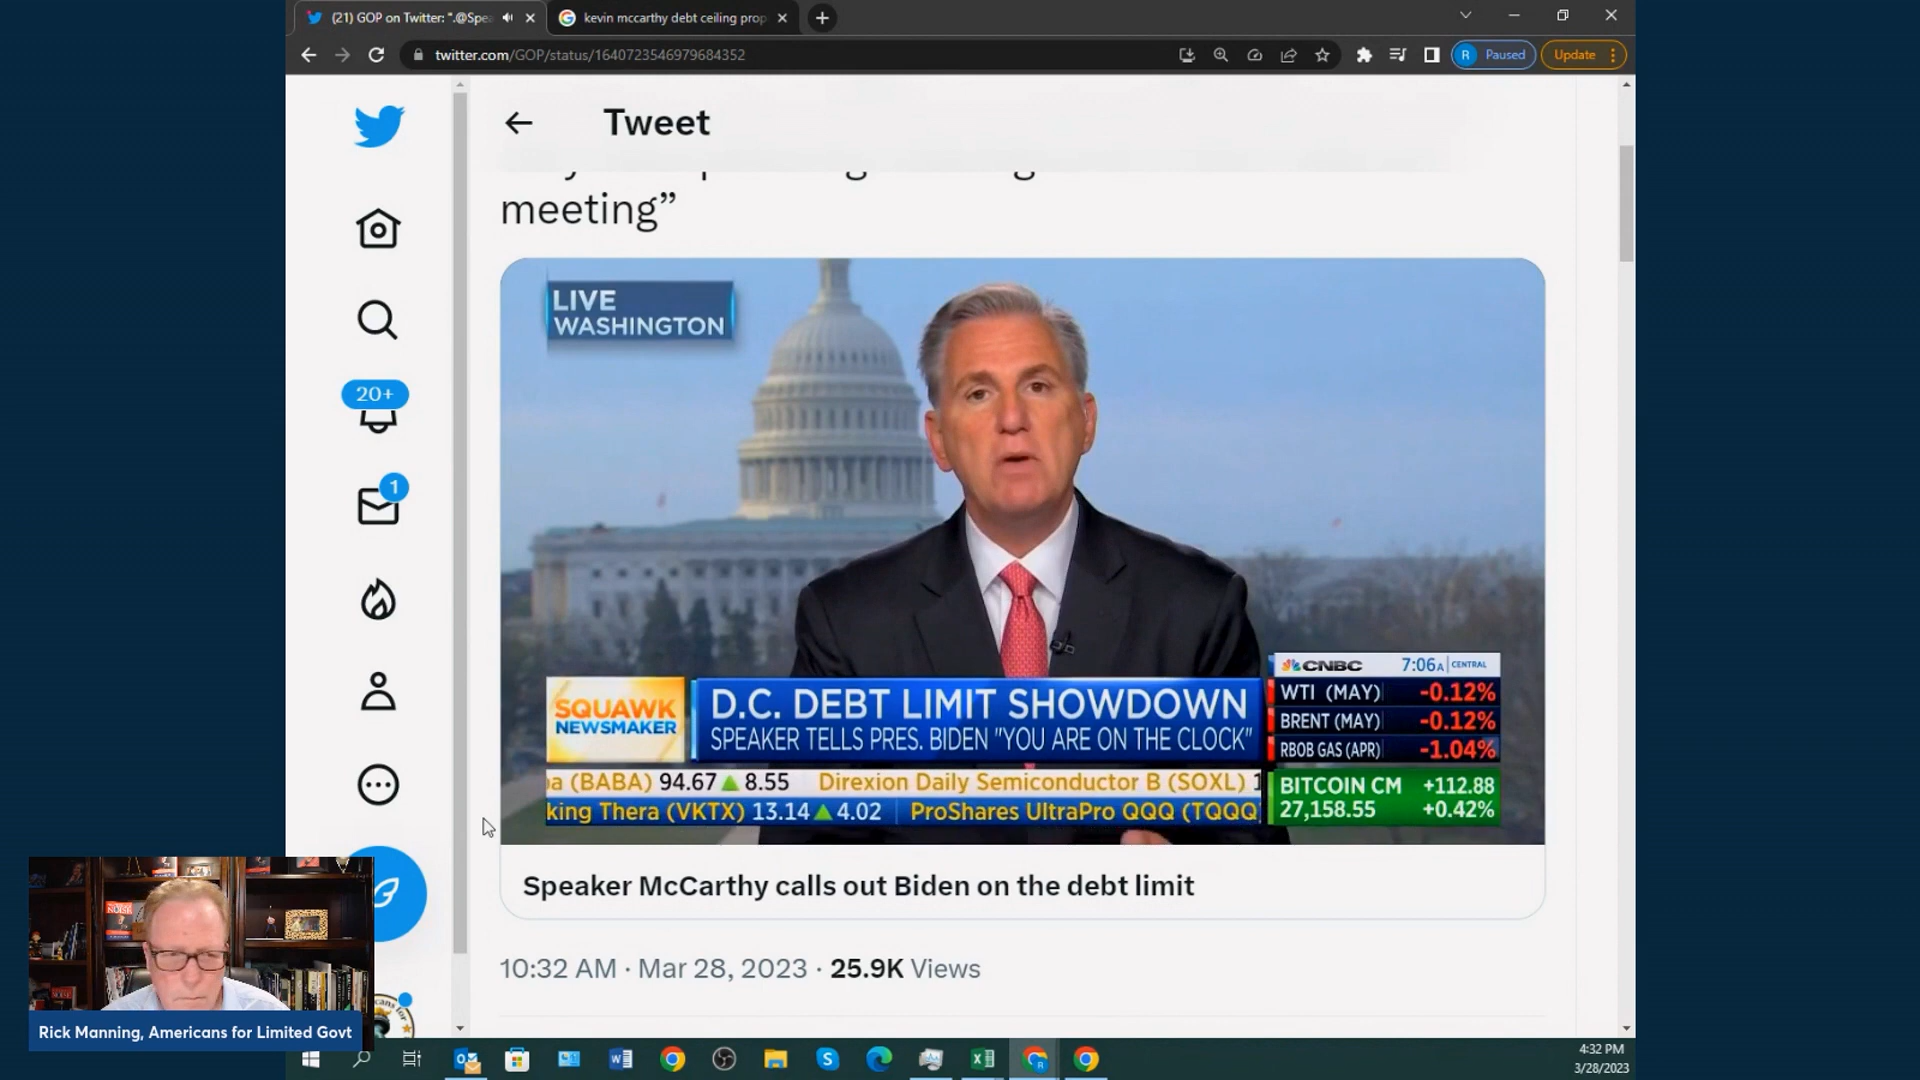 (21) GOP on Twitter: ".@Spea
kevin mccarthy debt ceiling prop
twitter.com/GOP/status/1640723546979684352
R Paused
Update
Tweet
meeting”
20+
1
LIVE
WASHINGTON
CNBC 7:06A CENTRAL
WTI (MAY) -0.12%
BRENT (MAY) -0.12%
RBOB GAS (APR) -1.04%
BITCOIN CM +112.88
27,158.55 +0.42%
SQUAWK
NEWSMAKER
D.C. DEBT LIMIT SHOWDOWN
SPEAKER TELLS PRES. BIDEN "YOU ARE ON THE CLOCK"
(BABA) 94.67 ▲ 8.55 Direxion Daily Semiconductor B (SOXL) 1
king Thera (VKTX) 13.14 ▲ 4.02 ProShares UltraPro QQQ (TQQQ
Speaker McCarthy calls out Biden on the debt limit
10:32 AM · Mar 28, 2023 · 25.9K Views
NOISE
Rick Manning, Americans for Limited Govt
4:32 PM
3/28/2023